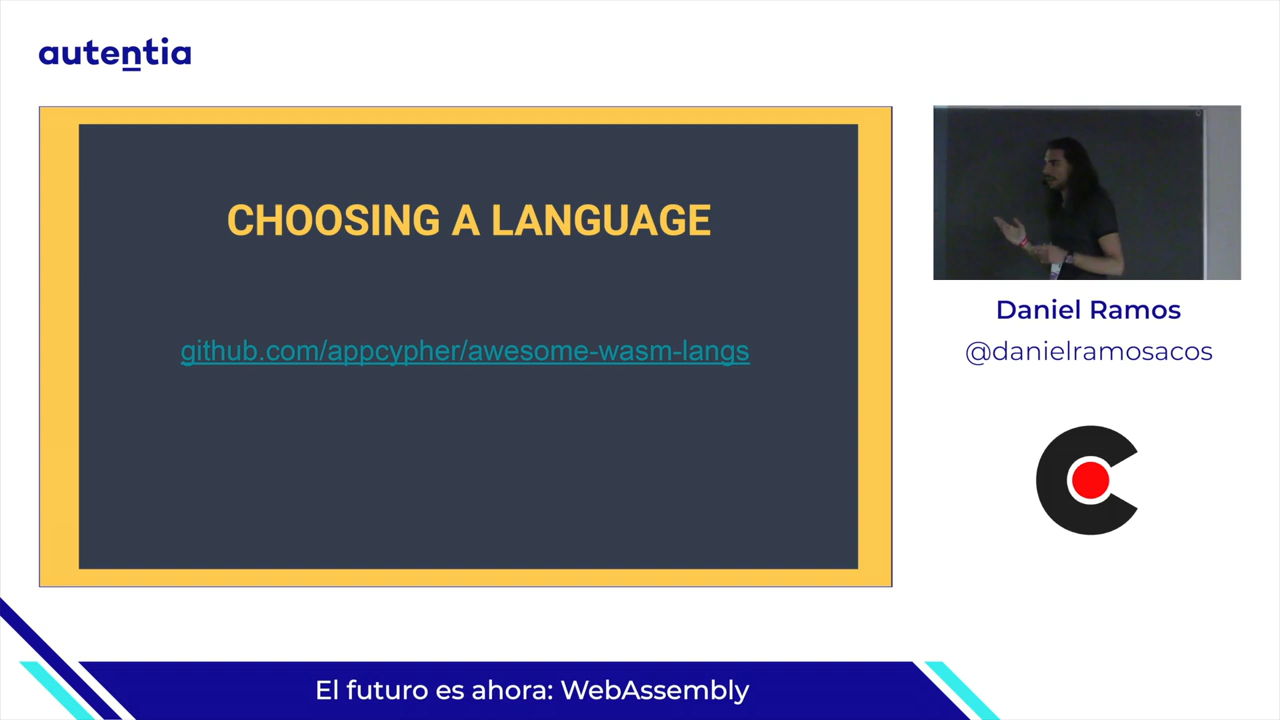 autentia
CHOOSING A LANGUAGE
github.com/appcypher/awesome-wasm-langs
Daniel Ramos
@danielramosacos
El futuro es ahora: WebAssembly